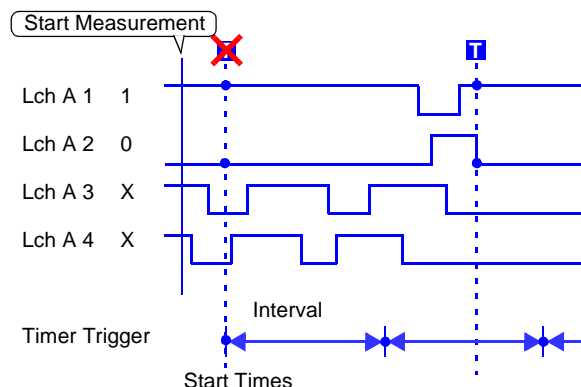 Start Measurement
T
Lch A 1 1
Lch A 2 0
Lch A 3 X
Lch A 4 X
Interval
Timer Trigger
Start Times